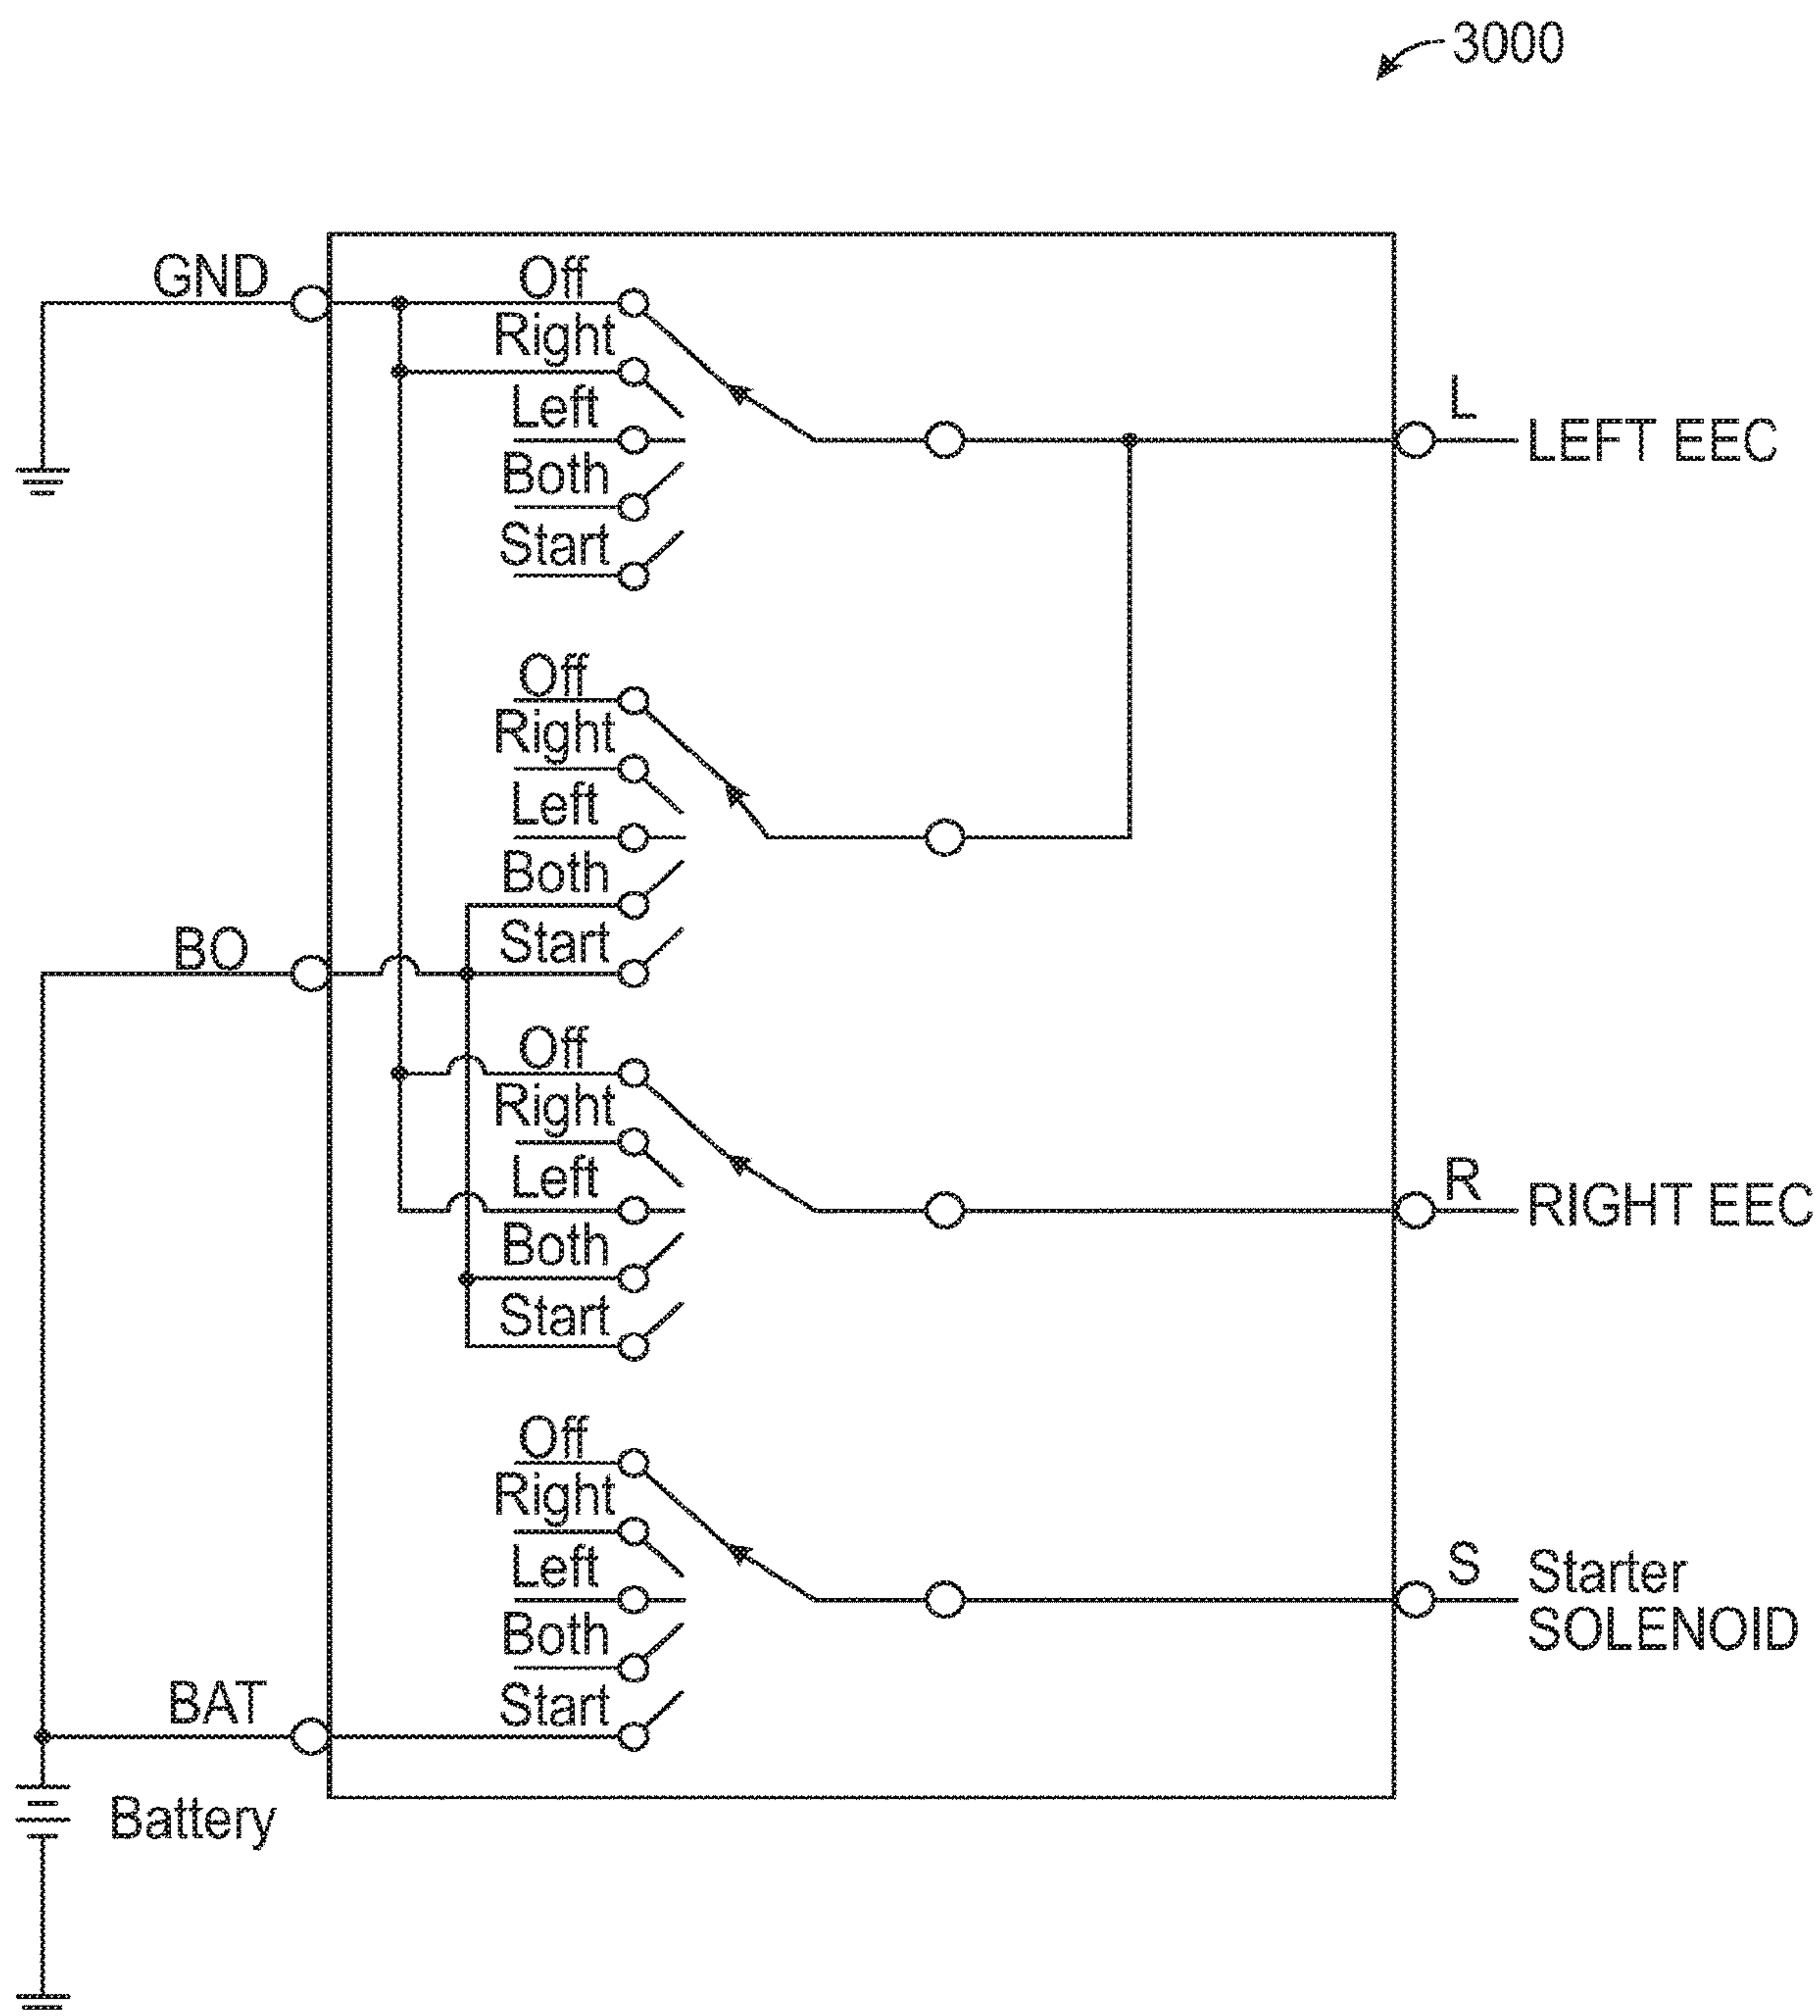 3000
GND
Off
Right
Left
Both
Start
L
LEFT EEC
Off
Right
Left
Both
Start
BO
Off
Right
Left
Both
Start
R
RIGHT EEC
Off
Right
Left
Both
Start
S
Starter
SOLENOID
BAT
Battery